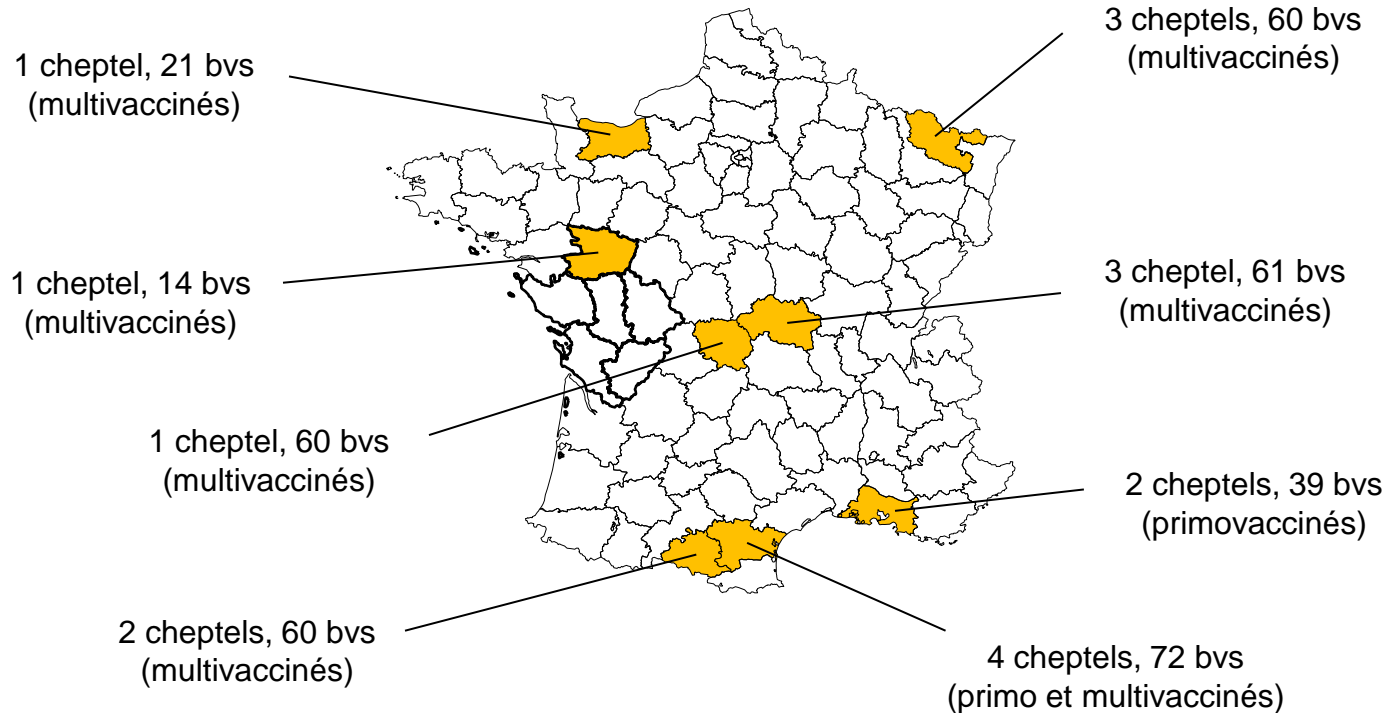 3 cheptels, 60 bvs
(multivaccinés)
1 cheptel, 21 bvs
(multivaccinés)
1 cheptel, 14 bvs
(multivaccinés)
3 cheptel, 61 bvs
(multivaccinés)
1 cheptel, 60 bvs
(multivaccinés)
2 cheptels, 39 bvs
(primovaccinés)
2 cheptels, 60 bvs
(multivaccinés)
4 cheptels, 72 bvs
(primo et multivaccinés)